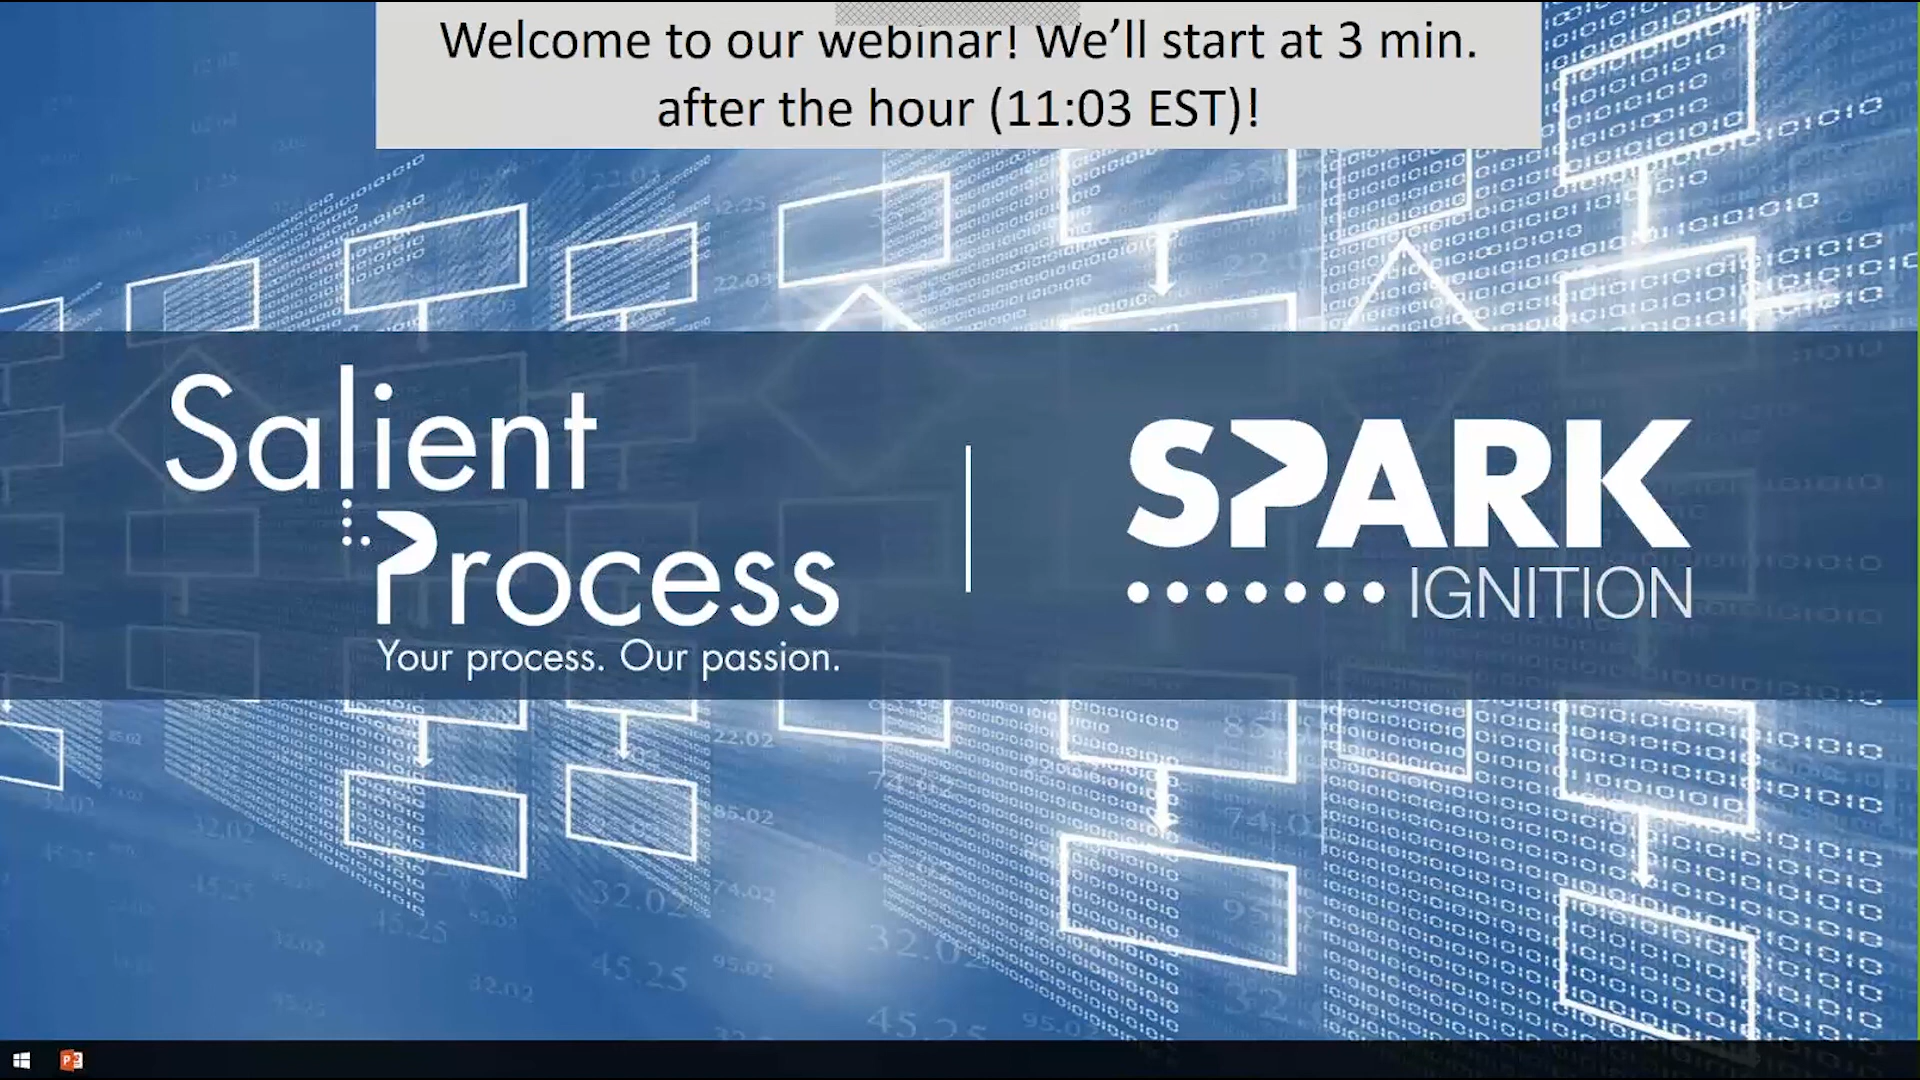 Welcome to our webinar! We'll start at 3 min.
after the hour (11:03 EST)!
Salient
Process
Your process. Our passion.
SPARK
IGNITION